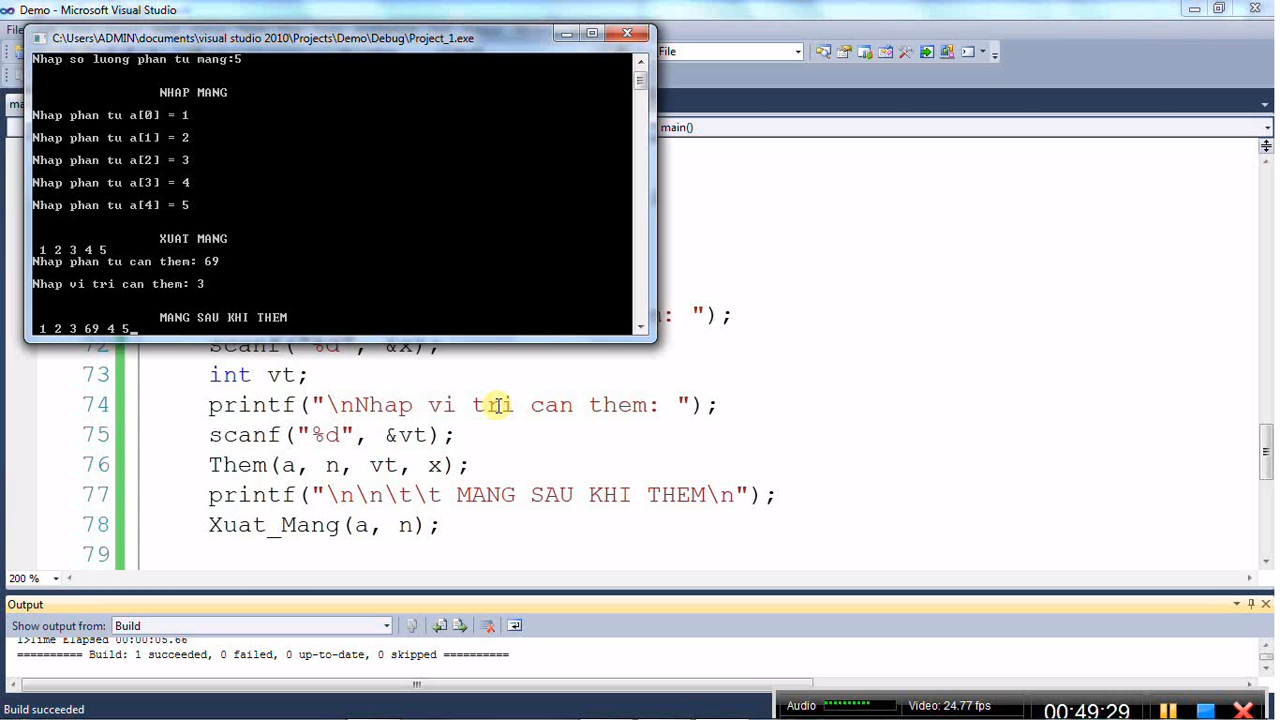 Demo - Microsoft Visual Studio
File
C:\Users\ADMIN\documents\visual studio 2010\Projects\Demo\Debug\Project_1.exe
File
main()
Nhap so luong phan tu mang:5
NHAP MANG
Nhap phan tu a[0] = 1
Nhap phan tu a[1] = 2
Nhap phan tu a[2] = 3
Nhap phan tu a[3] = 4
Nhap phan tu a[4] = 5
XUAT MANG
1 2 3 4 5
Nhap phan tu can them: 69
Nhap vi tri can them: 3
MANG SAU KHI THEM
1 2 3 69 4 5
: ");
72 scanf("%d", &x);
73 int vt;
74 printf("\nNhap vi tri can them: ");
75 scanf("%d", &vt);
76 Them(a, n, vt, x);
77 printf("\n\n\t\t MANG SAU KHI THEM\n");
78 Xuat_Mang(a, n);
79
200 %
Output
Show output from: Build
1>Time Elapsed 00:00:05.66
========== Build: 1 succeeded, 0 failed, 0 up-to-date, 0 skipped ==========
Build succeeded
Audio
Video: 24.77 fps
00:49:29